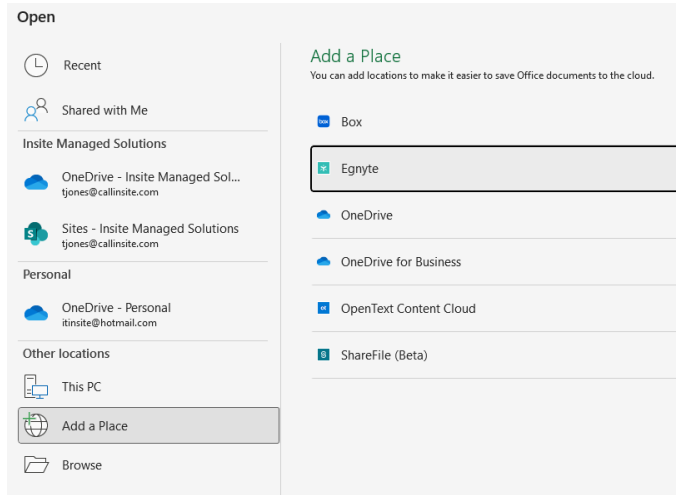 Open
Recent
Shared with Me
Insite Managed Solutions
OneDrive - Insite Managed Sol...
tjones@callinsite.com
Sites - Insite Managed Solutions
tjones@callinsite.com
Personal
OneDrive - Personal
itinsite@hotmail.com
Other locations
This PC
Add a Place
Browse
Add a Place
You can add locations to make it easier to save Office documents to the cloud.
box Box
Egnyte
OneDrive
OneDrive for Business
ot OpenText Content Cloud
ShareFile (Beta)